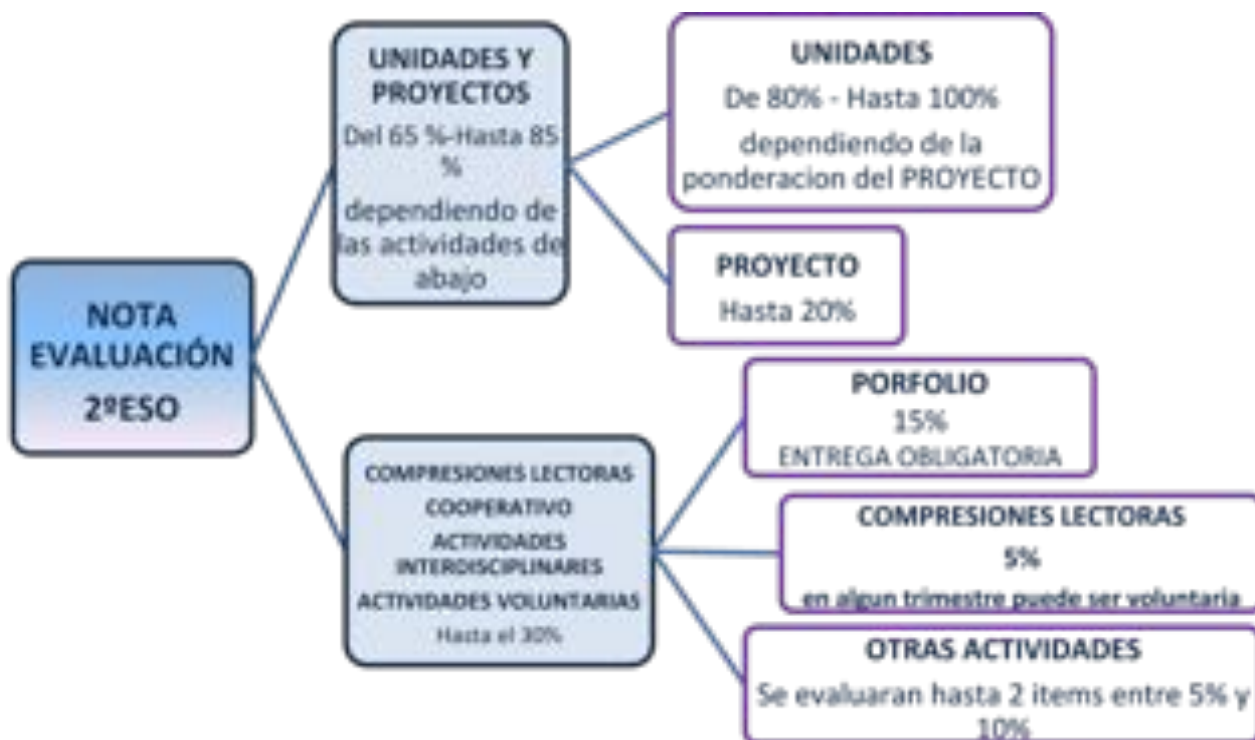 NOTA
EVALUACIÓN
2ºESO
UNIDADES Y
PROYECTOS
Del 65 %-Hasta 85
%
dependiendo de
las actividades de
abajo
UNIDADES
De 80% - Hasta 100%
dependiendo de la
ponderacion del PROYECTO
PROYECTO
Hasta 20%
COMPRESIONES LECTORAS
COOPERATIVO
ACTIVIDADES
INTERDISCIPLINARES
ACTIVIDADES VOLUNTARIAS
Hasta el 30%
PORFOLIO
15%
ENTREGA OBLIGATORIA
COMPRESIONES LECTORAS
5%
en algun trimestre puede ser voluntaria
OTRAS ACTIVIDADES
Se evaluaran hasta 2 items entre 5% y
10%